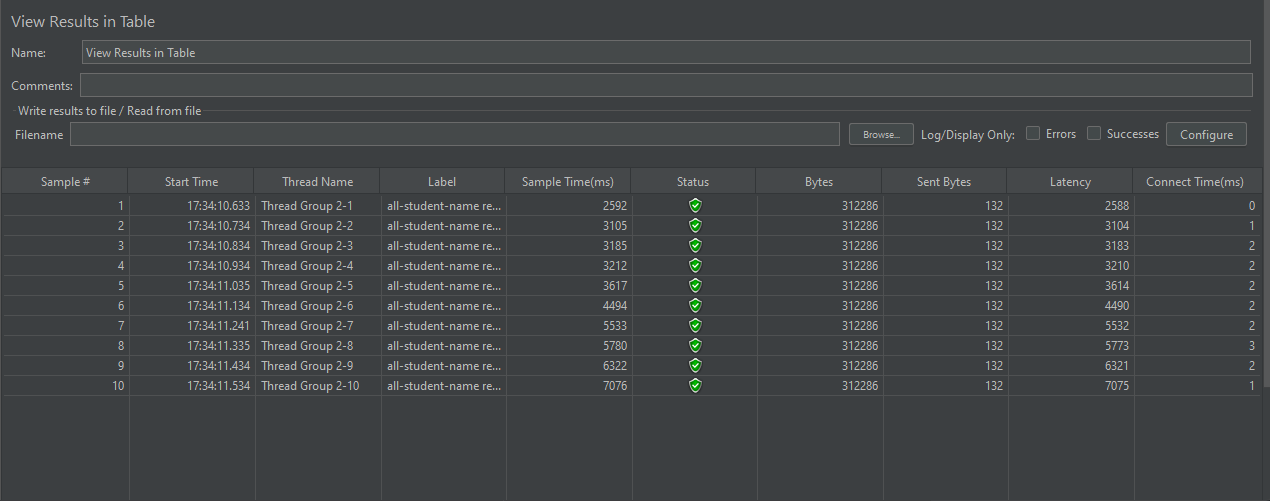 View Results in Table
Name: View Results in Table
Comments:
Write results to file / Read from file
Filename Browse... Log/Display Only: Errors Successes Configure
Sample # Start Time Thread Name Label Sample Time(ms) Status Bytes Sent Bytes Latency Connect Time(ms)
1 17:34:10.633 Thread Group 2-1 all-student-name re... 2592 312286 132 2588 0
2 17:34:10.734 Thread Group 2-2 all-student-name re... 3105 312286 132 3104 1
3 17:34:10.834 Thread Group 2-3 all-student-name re... 3185 312286 132 3183 2
4 17:34:10.934 Thread Group 2-4 all-student-name re... 3212 312286 132 3210 2
5 17:34:11.035 Thread Group 2-5 all-student-name re... 3617 312286 132 3614 2
6 17:34:11.134 Thread Group 2-6 all-student-name re... 4494 312286 132 4490 2
7 17:34:11.241 Thread Group 2-7 all-student-name re... 5533 312286 132 5532 2
8 17:34:11.335 Thread Group 2-8 all-student-name re... 5780 312286 132 5773 3
9 17:34:11.434 Thread Group 2-9 all-student-name re... 6322 312286 132 6321 2
10 17:34:11.534 Thread Group 2-10 all-student-name re... 7076 312286 132 7075 1